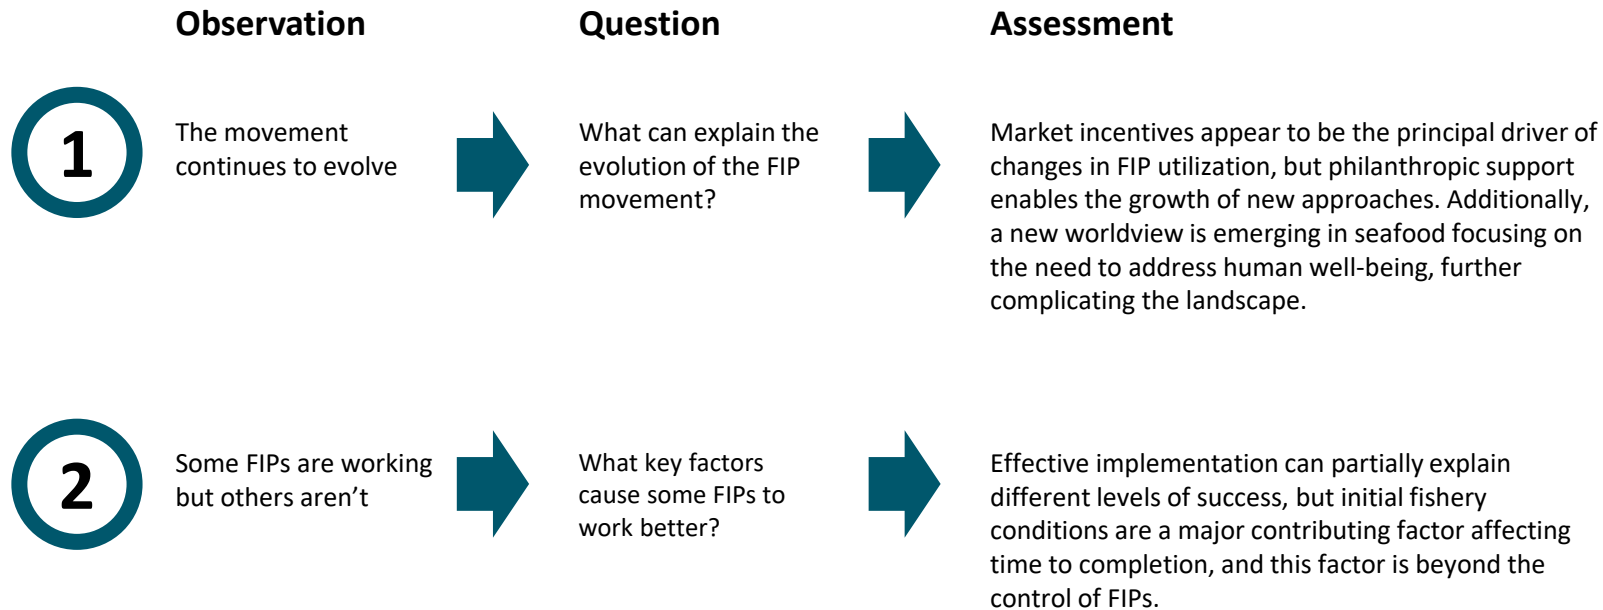 Observation
Question
Assessment
1
The movement
continues to evolve
What can explain the
evolution of the FIP
movement?
Market incentives appear to be the principal driver of
changes in FIP utilization, but philanthropic support
enables the growth of new approaches. Additionally,
a new worldview is emerging in seafood focusing on
the need to address human well-being, further
complicating the landscape.
2
Some FIPs are working
but others aren’t
What key factors
cause some FIPs to
work better?
Effective implementation can partially explain
different levels of success, but initial fishery
conditions are a major contributing factor affecting
time to completion, and this factor is beyond the
control of FIPs.